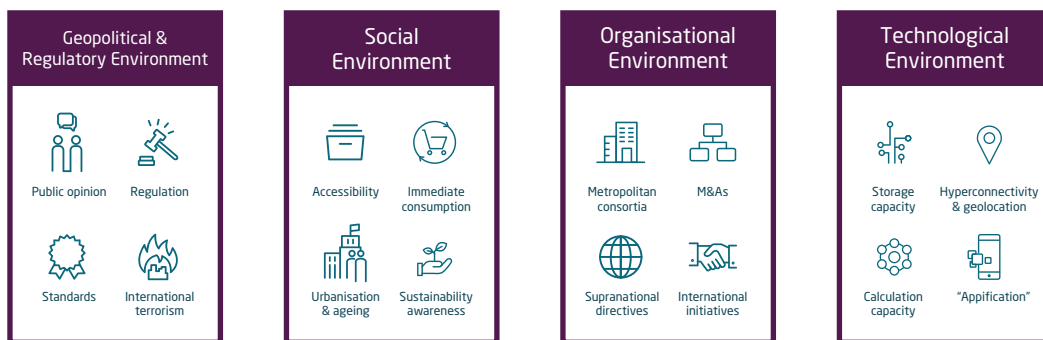 Geopolitical &
Regulatory Environment
Public opinion
Regulation
Standards
International
terrorism
Social
Environment
Accessibility
Immediate
consumption
Urbanisation
& ageing
Sustainability
awareness
Organisational
Environment
Metropolitan
consortia
M&As
Supranational
directives
International
initiatives
Technological
Environment
Storage
capacity
Hyperconnectivity
& geolocation
Calculation
capacity
"Appification"